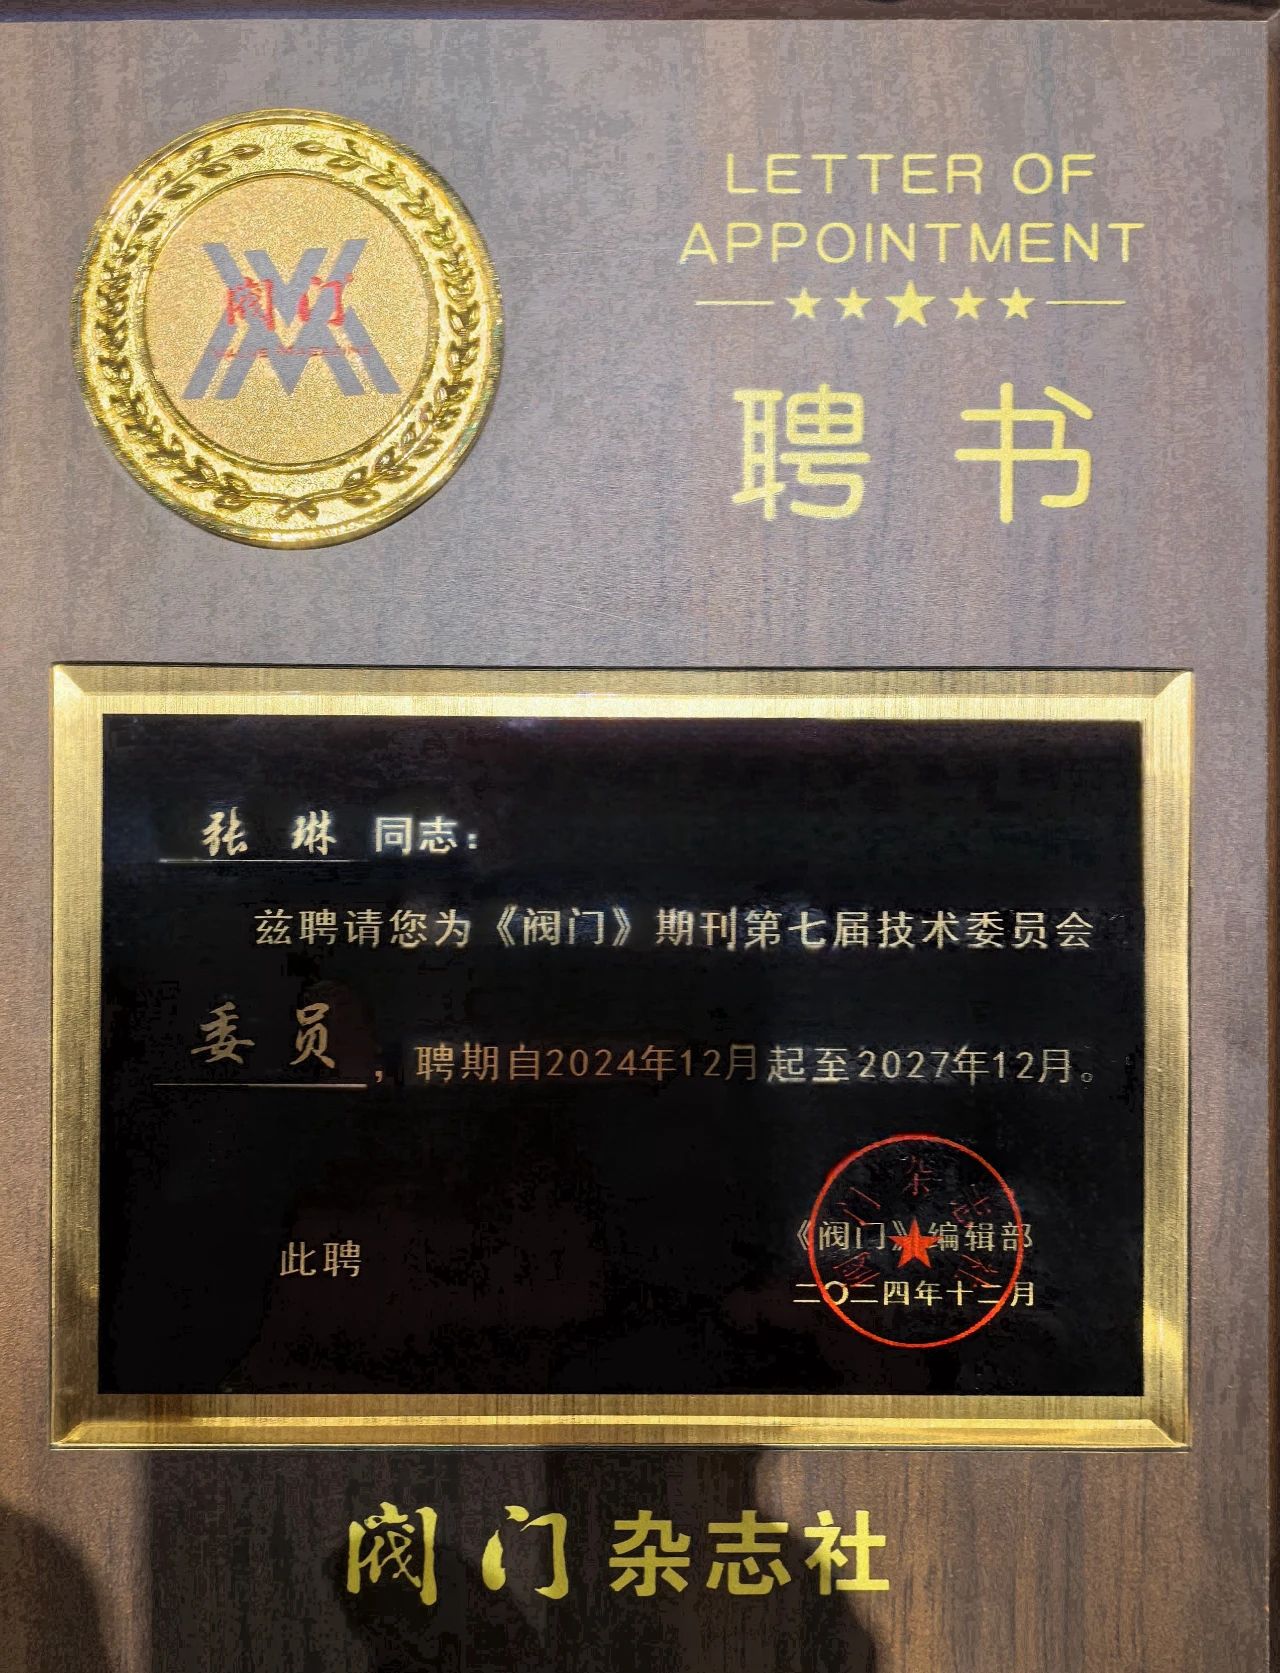 阀门
LETTER OF
APPOINTMENT
聘书
张琳 同志：
兹聘请您为《阀门》期刊第七届技术委员会
委员，聘期自2024年12月起至2027年12月。
此聘
《阀门》编辑部
二〇二四年十二月
阀门杂志社